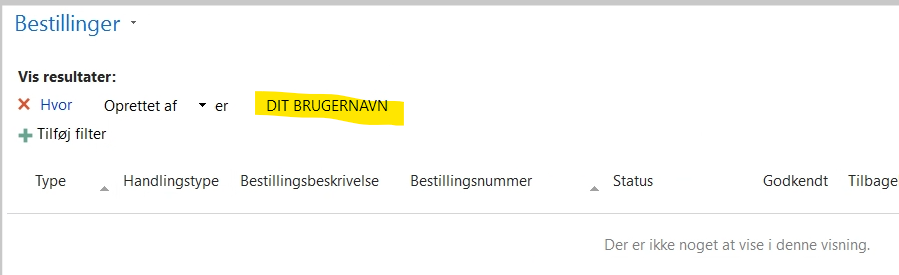 Bestillinger
Vis resultater:
Hvor Oprettet af er DIT BRUGERNAVN
Tilføj filter
Type Handlingstype Bestillingsbeskrivelse Bestillingsnummer Status Godkendt Tilbage
Der er ikke noget at vise i denne visning.